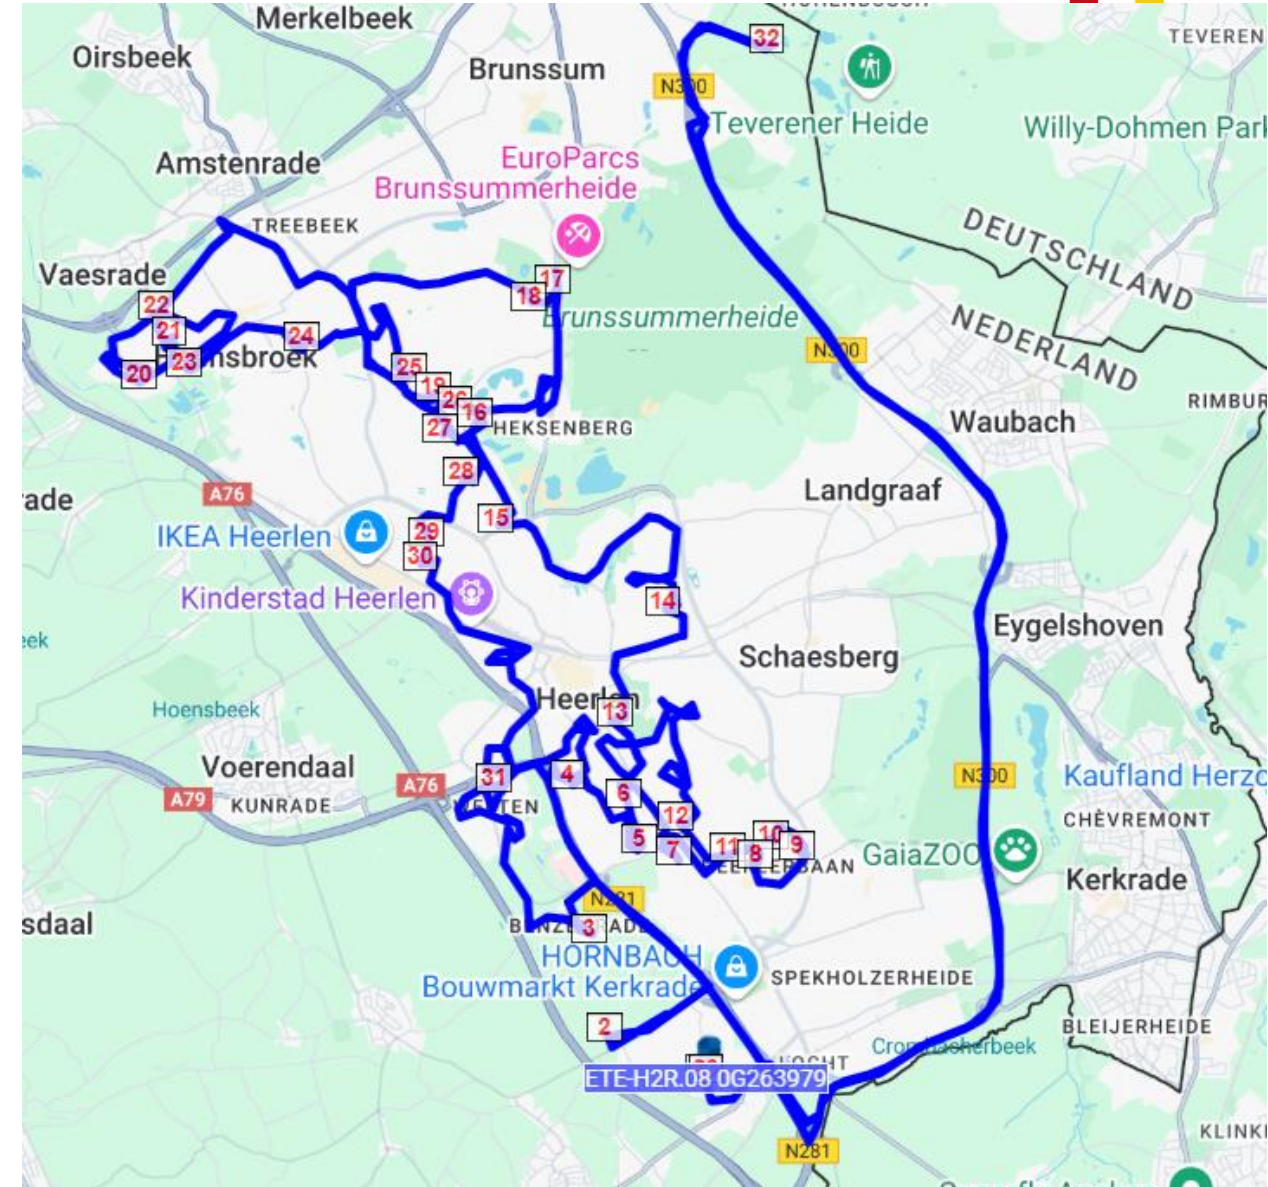 Merkelbeek
Oirsbeek
Brunssum
32
TEVEREN
N300
Teverener Heide
Willy-Dohmen Park
Amstenrade
EuroParcs
Brunssummerheide
TREEBEEK
DEUTSCHLAND
Vaesrade
17
18
22
Brunssummerheide
21
24
NEDERLAND
N300
23
20
25
19
26
16
27
HEKSENBERG
Waubach
RIMBUR
28
A76
Landgraaf
15
IKEA Heerlen
29
30
Kinderstad Heerlen
14
Eygelshoven
Schaesberg
Heerlen
Hoensbeek
13
Voerendaal
31
4
A76
N300
Kaufland Herzo
A79
KUNRADE
6
12
CHÈVREMONT
5
7
11
10
8
9
GaiaZOO
Kerkrade
N281
sdaal
3
HORNBACH
Bouwmarkt Kerkrade
SPEKHOLZERHEIDE
2
BLEIJERHEIDE
ETE-H2R.08 0G263979
KLINKI
N281